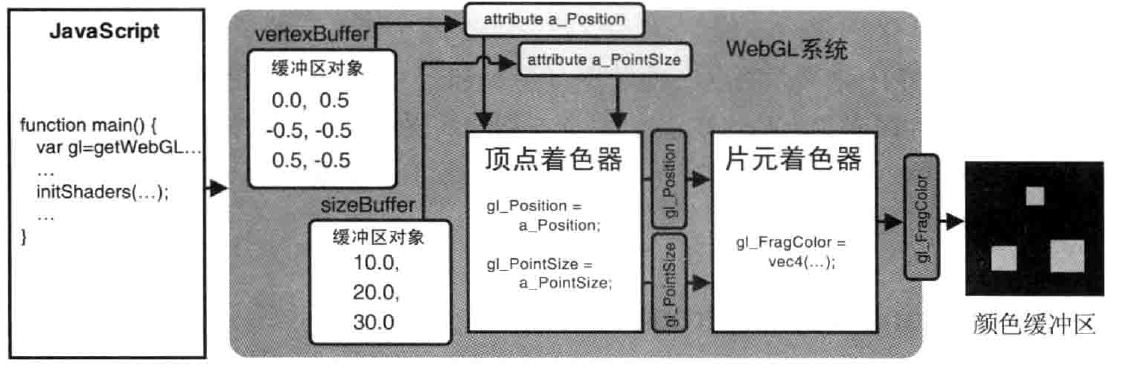 JavaScript
function main() {
var gl=getWebGL…
…
initShaders(…);
…
}
vertexBuffer
缓冲区对象
0.0, 0.5
-0.5, -0.5
0.5, -0.5
sizeBuffer
缓冲区对象
10.0,
20.0,
30.0
attribute a_Position
attribute a_PointSIze
WebGL系统
顶点着色器
gl_Position =
a_Position;
gl_PointSize =
a_PointSize;
gl_Position
gl_PointSize
片元着色器
gl_FragColor =
vec4(…);
gl_FragColor
颜色缓冲区